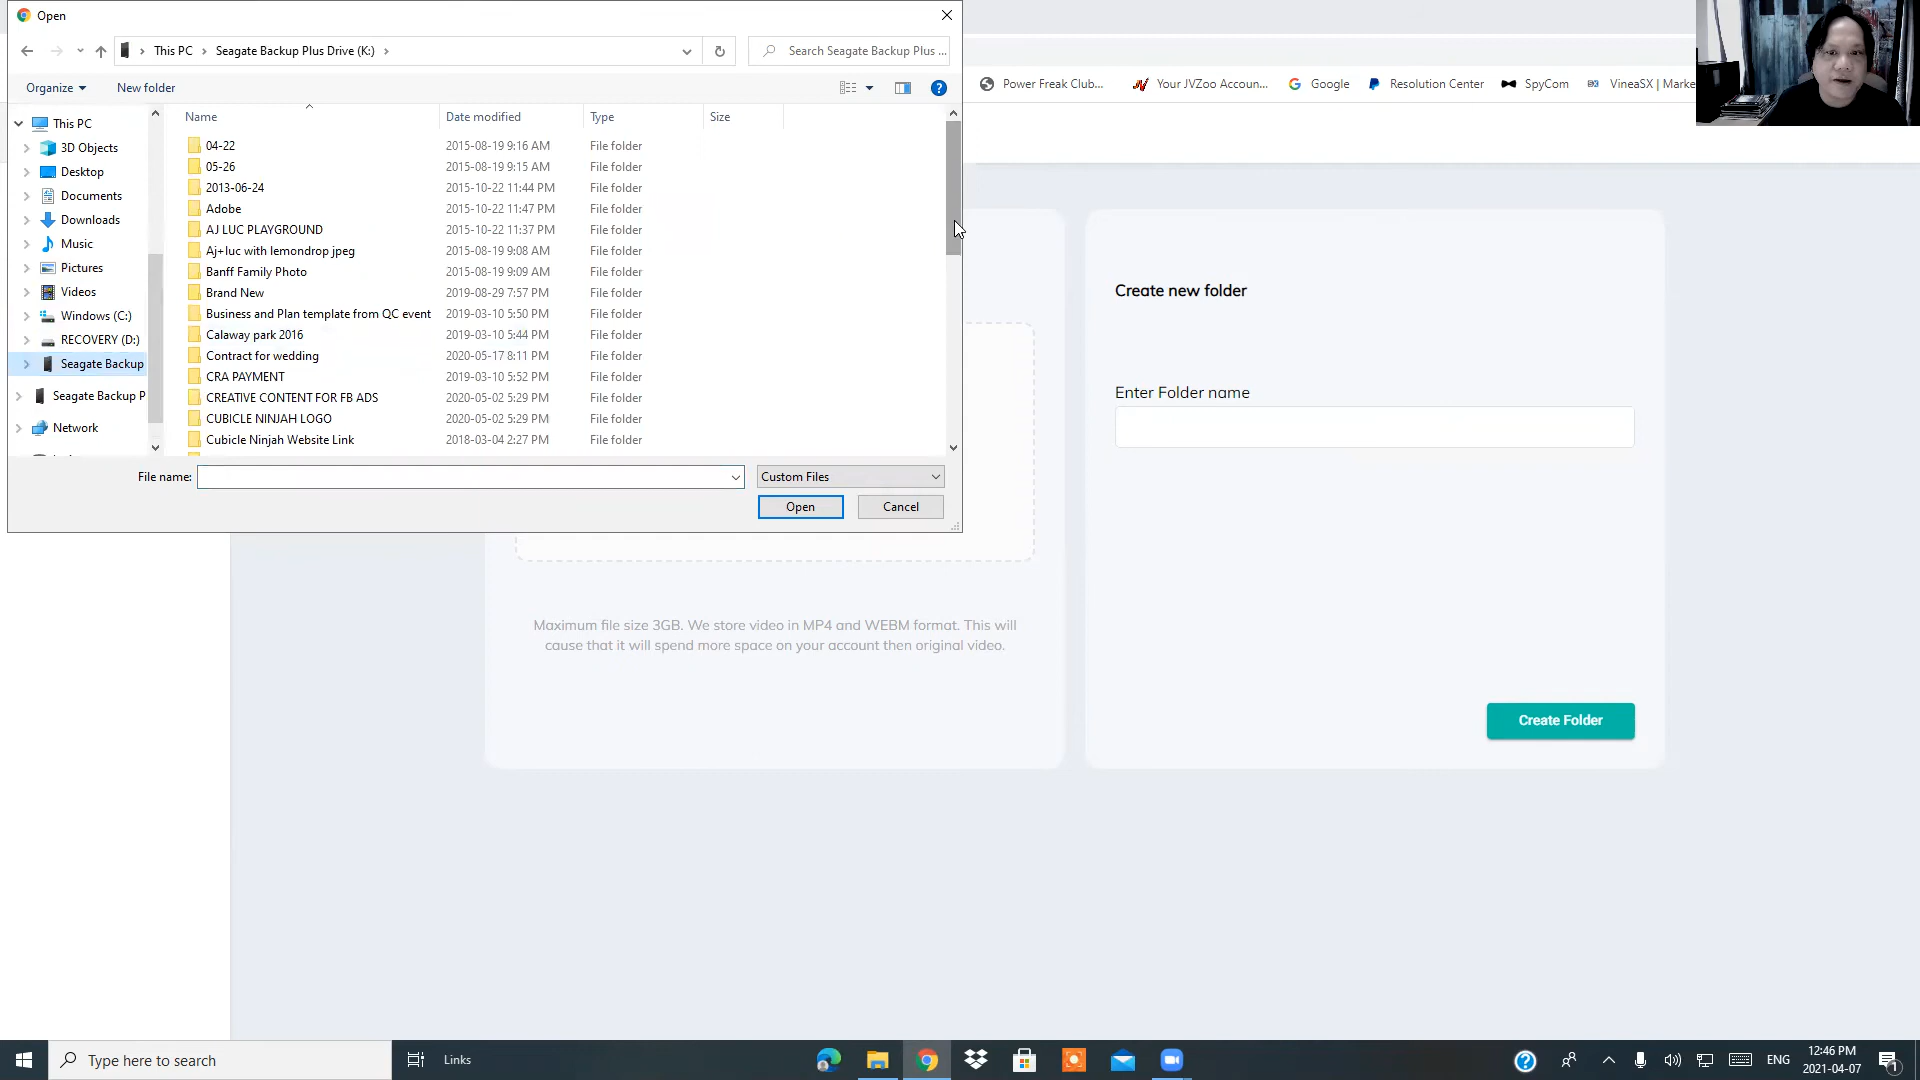 Open
This PC
Seagate Backup Plus Drive (K:)
Search Seagate Backup Plus ...
Organize
New folder
Power Freak Club...
Your JVZoo Accoun...
Google
Resolution Center
SpyCom
VineaSX | Marke
This PC
3D Objects
Desktop
Documents
Downloads
Music
Pictures
Videos
Windows (C:)
RECOVERY (D:)
Seagate Backup
Seagate Backup P
Network
Name Date modified Type Size
04-22 2015-08-19 9:16 AM File folder
05-26 2015-08-19 9:15 AM File folder
2013-06-24 2015-10-22 11:44 PM File folder
Adobe 2015-10-22 11:47 PM File folder
AJ LUC PLAYGROUND 2015-10-22 11:37 PM File folder
Aj+luc with lemondrop jpeg 2015-08-19 9:08 AM File folder
Banff Family Photo 2015-08-19 9:09 AM File folder
Brand New 2019-08-29 7:57 PM File folder
Business and Plan template from QC event 2019-03-10 5:50 PM File folder
Calaway park 2016 2019-03-10 5:44 PM File folder
Contract for wedding 2020-05-17 8:11 PM File folder
CRA PAYMENT 2019-03-10 5:52 PM File folder
CREATIVE CONTENT FOR FB ADS 2020-05-02 5:29 PM File folder
CUBICLE NINJAH LOGO 2020-05-02 5:29 PM File folder
Cubicle Ninjah Website Link 2018-03-04 2:27 PM File folder
File name:
Custom Files
Open
Cancel
Maximum file size 3GB. We store video in MP4 and WEBM format. This will
cause that it will spend more space on your account then original video.
Create new folder
Enter Folder name
Create Folder
Type here to search
Links
ENG
12:46 PM
2021-04-07
1